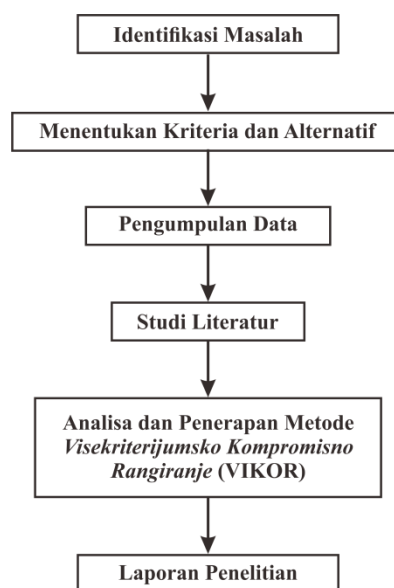 Identifikasi Masalah
Menentukan Kriteria dan Alternatif
Pengumpulan Data
Studi Literatur
Analisa dan Penerapan Metode
Visekriterijumsko Kompromisno
Rangiranje (VIKOR)
Laporan Penelitian